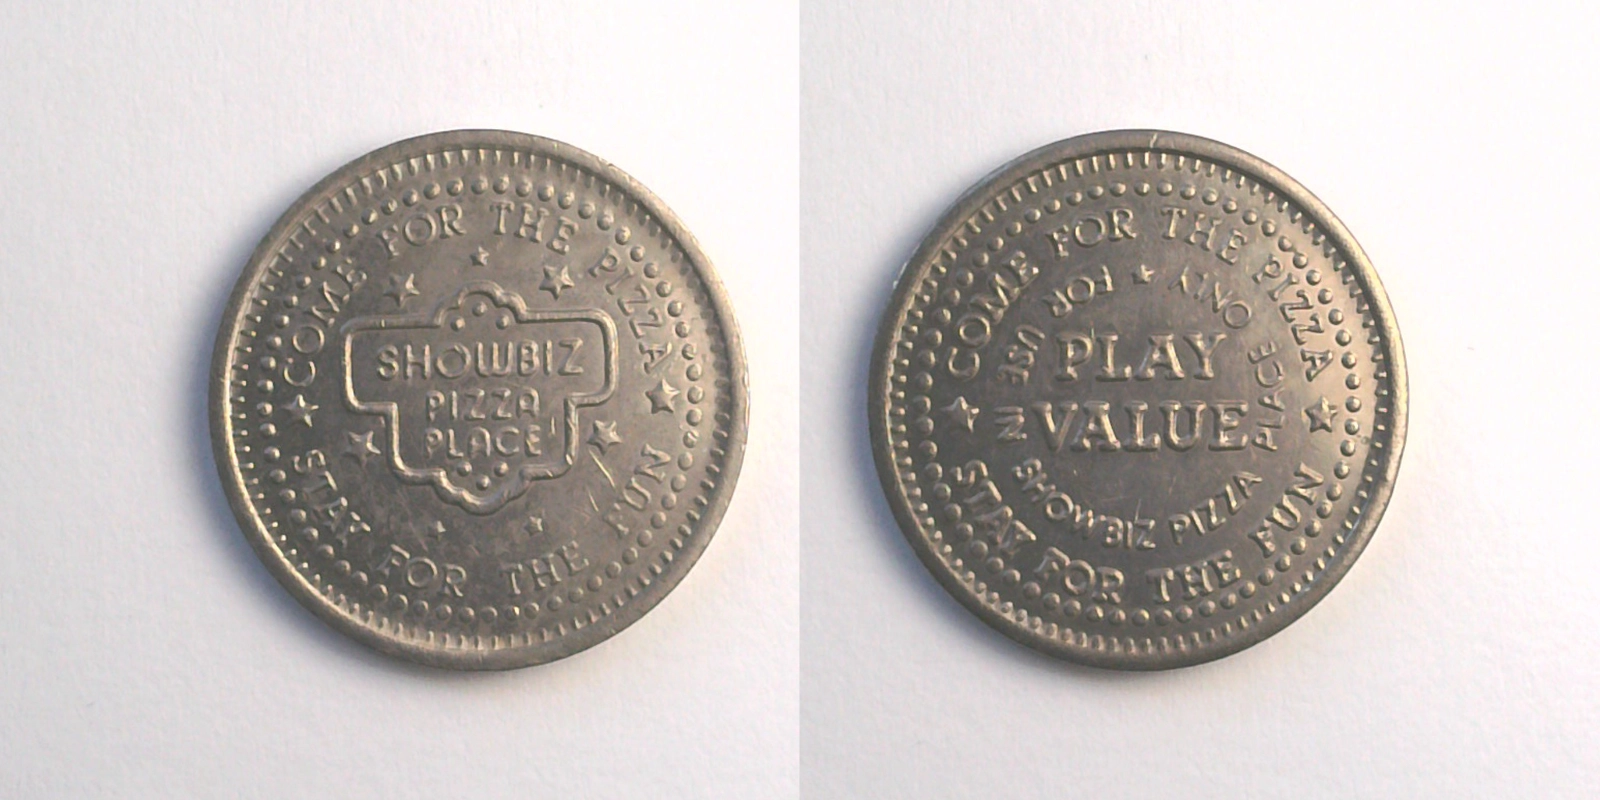 COME FOR THE PIZZA
SHOWBIZ
PIZZA
PLACE
STAY FOR THE FUN
COME FOR THE PIZZA
PLAY
VALUE
FOR USE IN SHOWBIZ PIZZA PLACE ONLY
STAY FOR THE FUN